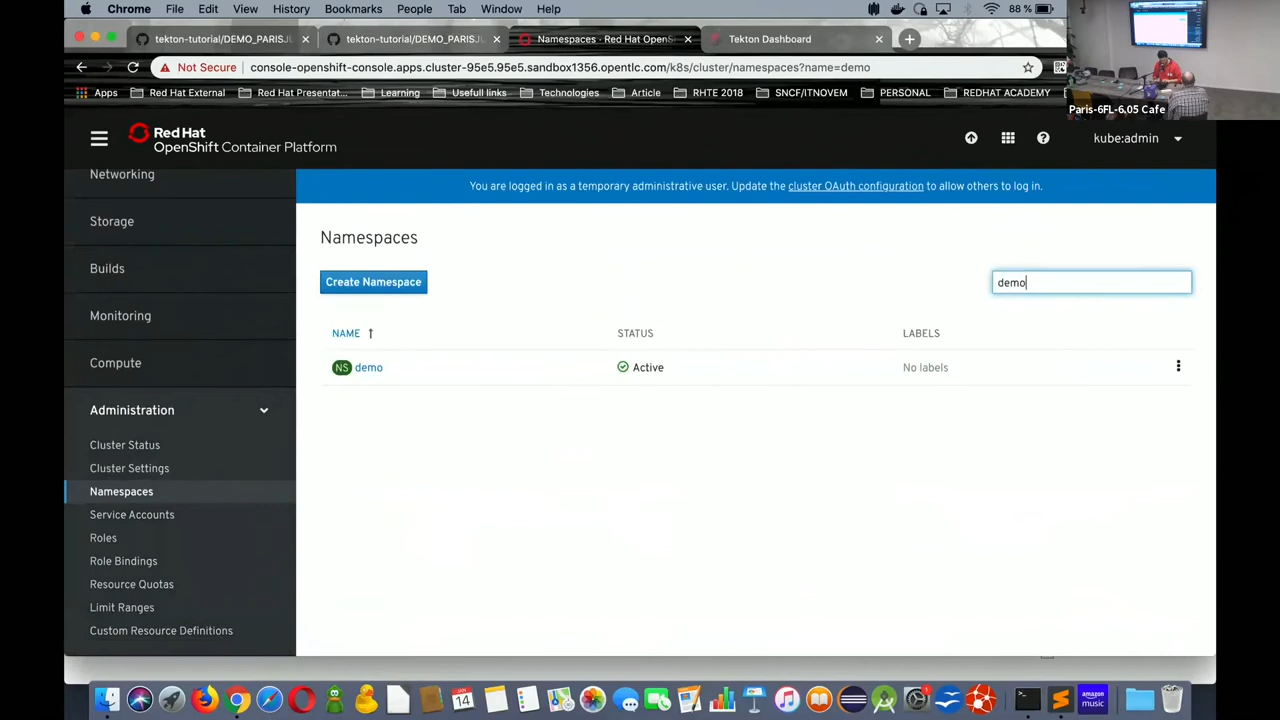 Chrome File Edit View History Bookmarks People Tab Window Help 88 %
tekton-tutorial/DEMO_PARISJ × tekton-tutorial/DEMO_PARISJ × Namespaces · Red Hat OpenS × Tekton Dashboard ×
Not Secure console-openshift-console.apps.cluster-95e5.95e5.sandbox1356.opentlc.com/k8s/cluster/namespaces?name=demo
Apps Red Hat External Red Hat Presentat... Learning Usefull links Technologies Article RHTE 2018 SNCF/ITNOVEM PERSONAL REDHAT ACADEMY
Paris-6FL-6.05 Cafe
Red Hat
OpenShift Container Platform
kube:admin
Networking
Storage
Builds
Monitoring
Compute
Administration
Cluster Status
Cluster Settings
Namespaces
Service Accounts
Roles
Role Bindings
Resource Quotas
Limit Ranges
Custom Resource Definitions
You are logged in as a temporary administrative user. Update the cluster OAuth configuration to allow others to log in.
Namespaces
Create Namespace
demo
NAME STATUS LABELS
NS demo Active No labels
amazon
music